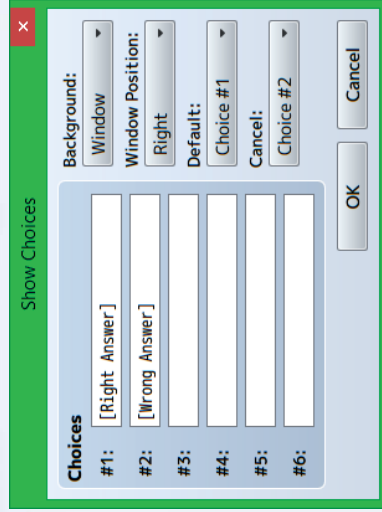 Show Choices
×
Choices
#1: [Right Answer]
#2: [Wrong Answer]
#3:
#4:
#5:
#6:
Background:
Window
Window Position:
Right
Default:
Choice #1
Cancel:
Choice #2
OK
Cancel